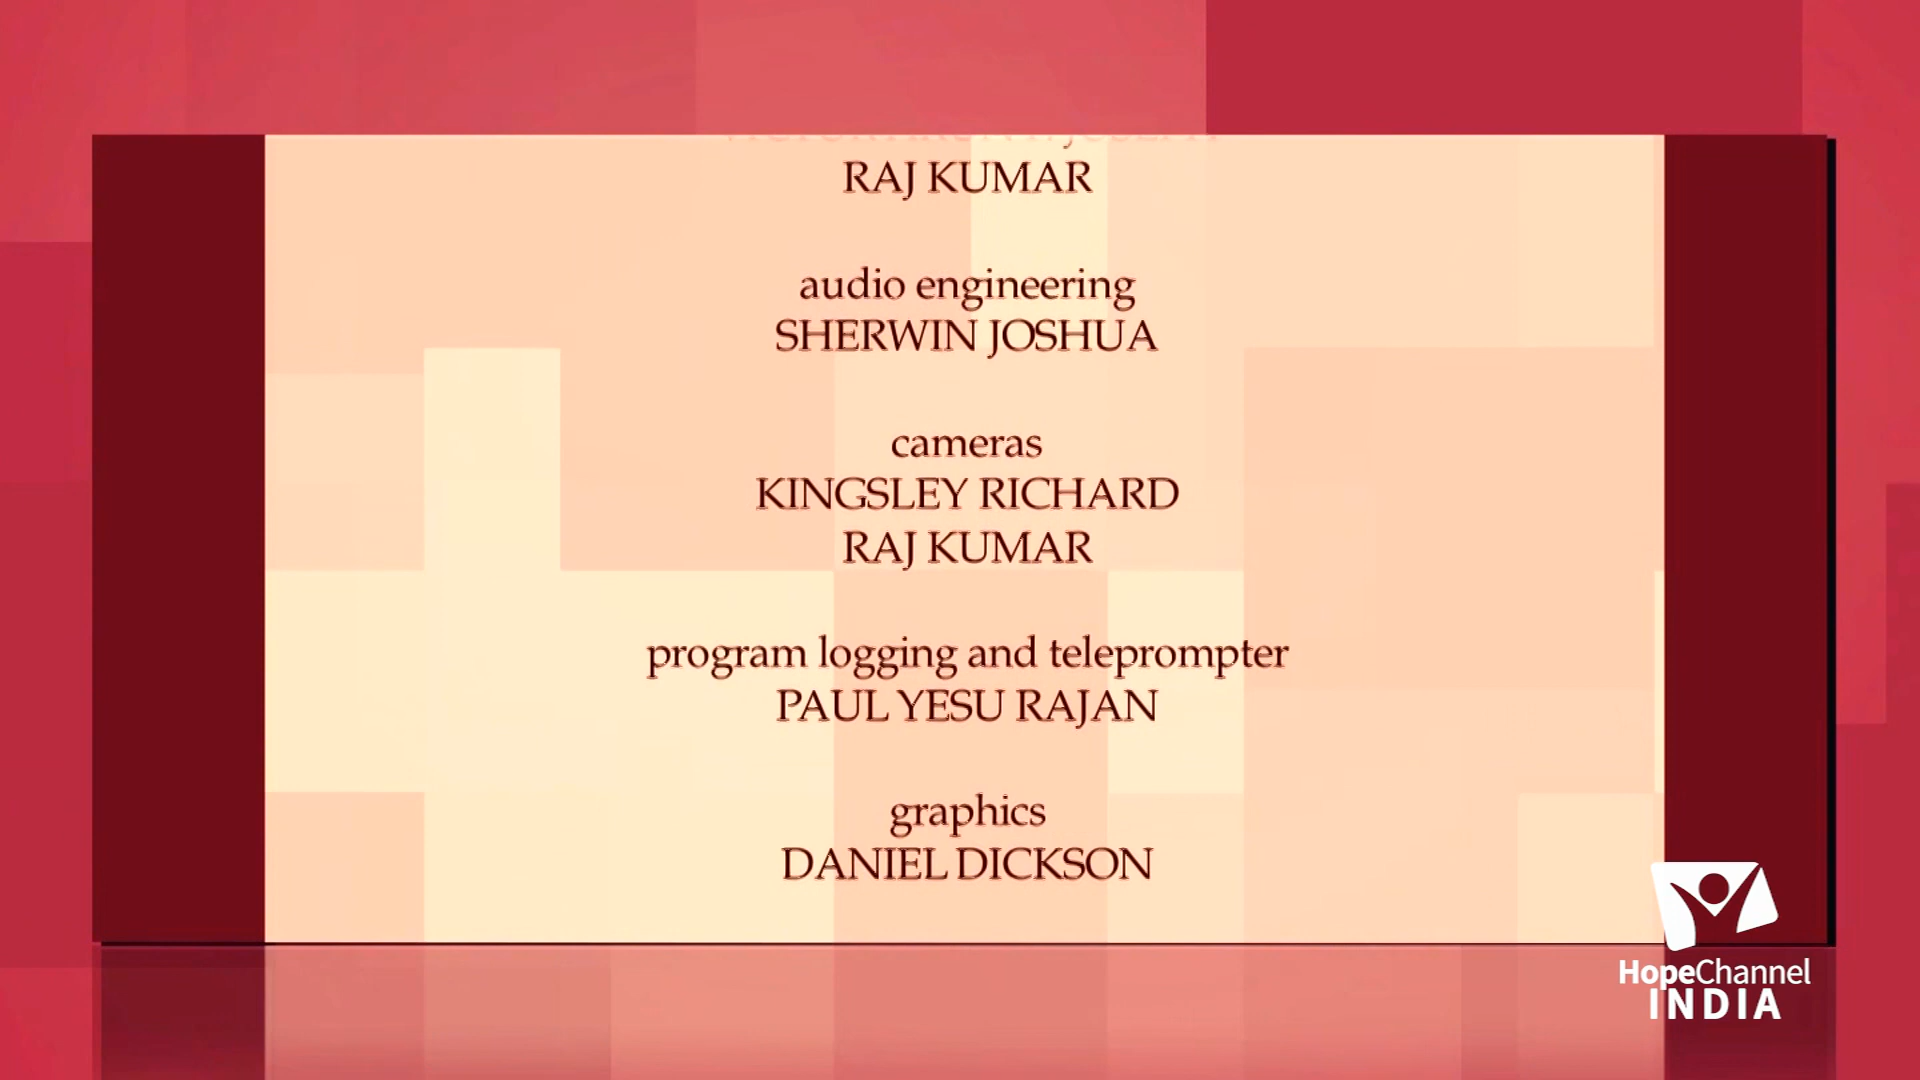 RAJ KUMAR
audio engineering
SHERWIN JOSHUA
cameras
KINGSLEY RICHARD
RAJ KUMAR
program logging and teleprompter
PAUL YESU RAJAN
graphics
DANIEL DICKSON
HopeChannel
INDIA